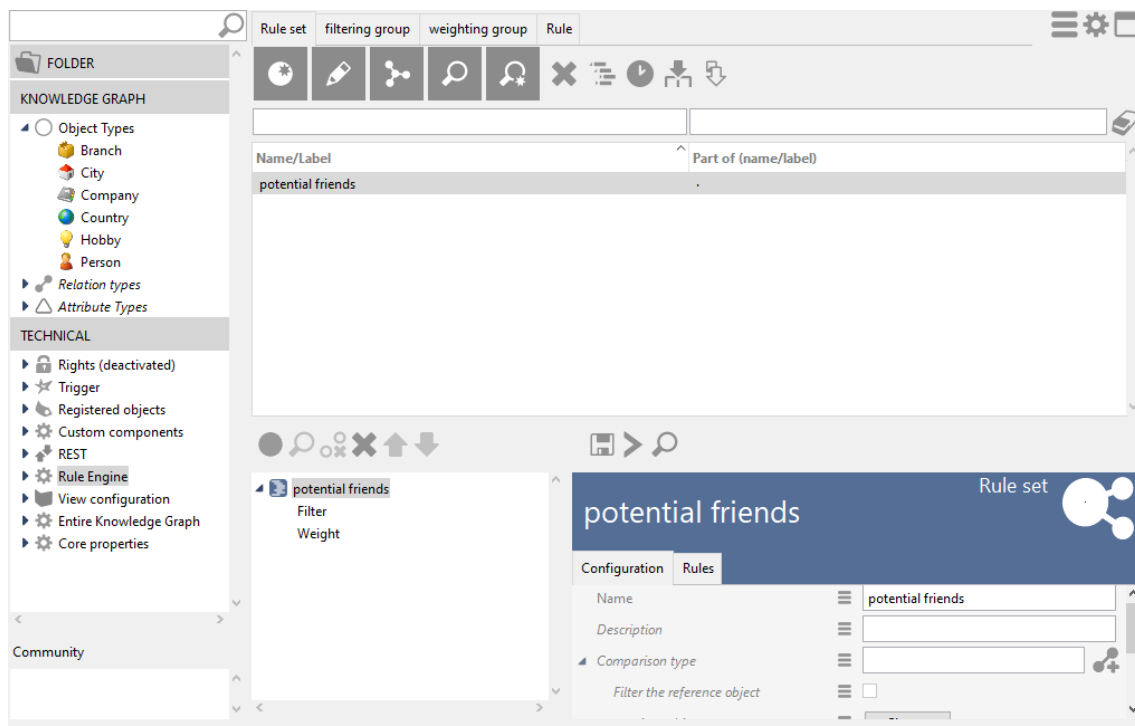 Rule set filtering group weighting group Rule
FOLDER
KNOWLEDGE GRAPH
Object Types
Branch
City
Company
Country
Hobby
Person
Relation types
Attribute Types
TECHNICAL
Rights (deactivated)
Trigger
Registered objects
Custom components
REST
Rule Engine
View configuration
Entire Knowledge Graph
Core properties
Community
Name/Label Part of (name/label)
potential friends
potential friends
Filter
Weight
Rule set
potential friends
Configuration Rules
Name potential friends
Description
Comparison type
Filter the reference object